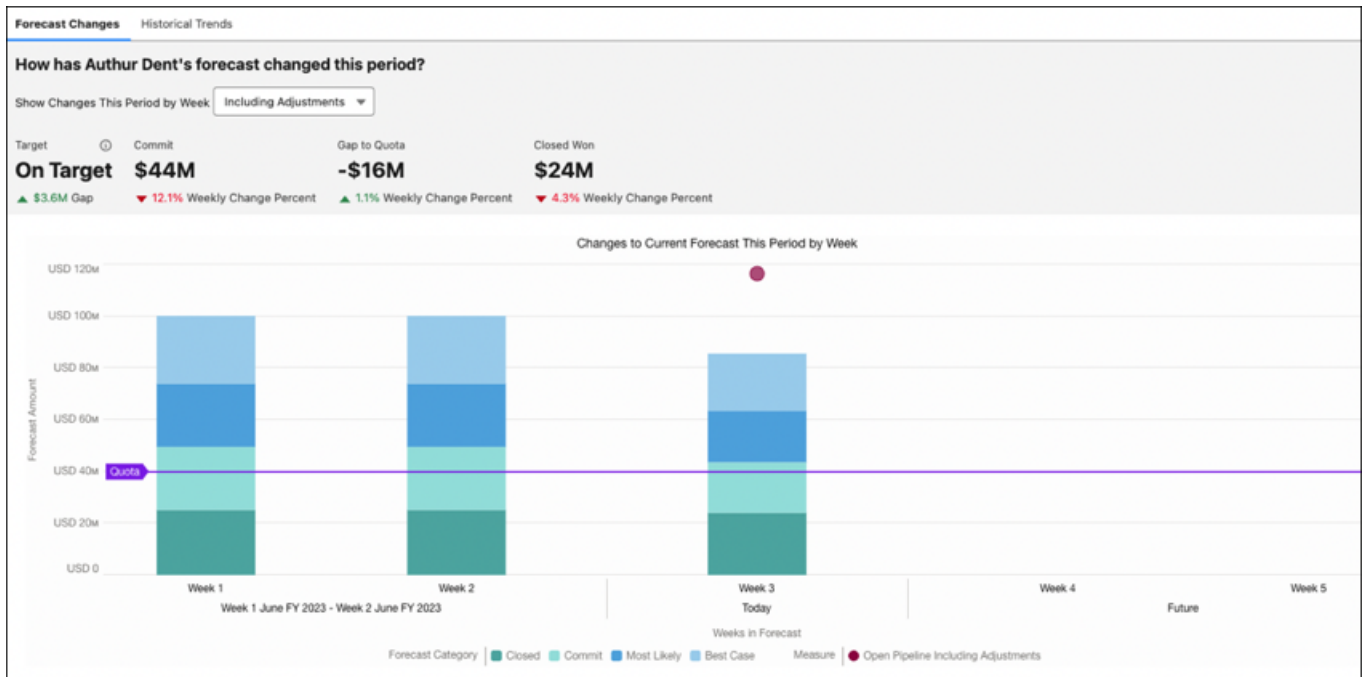 Forecast Changes Historical Trends
How has Authur Dent's forecast changed this period?
Show Changes This Period by Week Including Adjustments
Target Commit Gap to Quota Closed Won
On Target $44M -$16M $24M
$3.6M Gap 12.1% Weekly Change Percent 1.1% Weekly Change Percent 4.3% Weekly Change Percent
Changes to Current Forecast This Period by Week
USD 120M
USD 100M
USD 80M
USD 60M
USD 40M Quota
USD 20M
USD 0
Forecast Amount
Week 1 Week 2 Week 3 Week 4 Week 5
Week 1 June FY 2023 - Week 2 June FY 2023 Today Future
Weeks in Forecast
Forecast Category Closed Commit Most Likely Best Case Measure Open Pipeline Including Adjustments